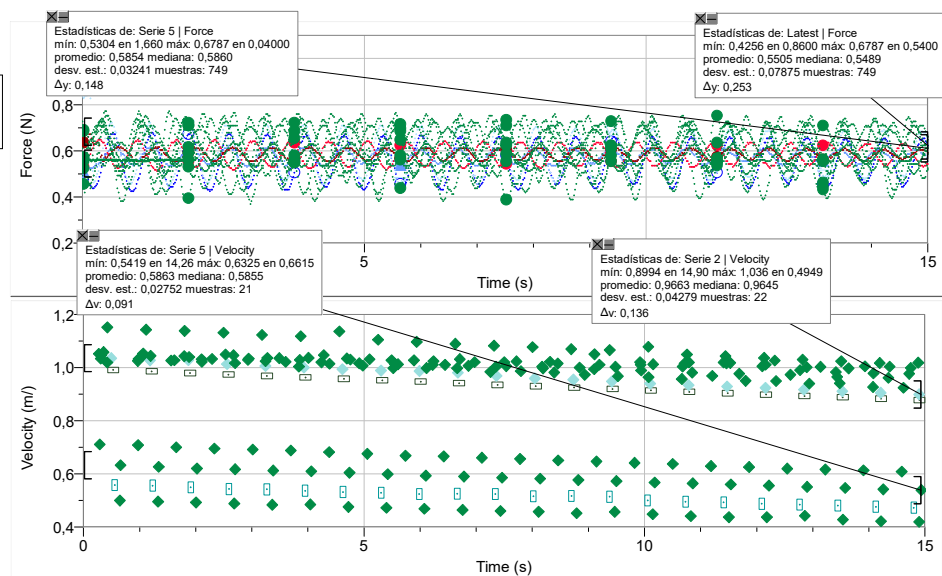 Estadísticas de: Serie 5 | Force
mín: 0,5304 en 1,660 máx: 0,6787 en 0,04000
promedio: 0,5854 mediana: 0,5860
desv. est.: 0,03241 muestras: 749
Δy: 0,148
Estadísticas de: Latest | Force
mín: 0,4256 en 0,8600 máx: 0,6787 en 0,5400
promedio: 0,5505 mediana: 0,5489
desv. est.: 0,07875 muestras: 749
Δy: 0,253
Force (N)
0,8
0,6
0,4
0,2
5
15
Time (s)
Estadísticas de: Serie 5 | Velocity
mín: 0,5419 en 14,26 máx: 0,6325 en 0,6615
promedio: 0,5863 mediana: 0,5855
desv. est.: 0,02752 muestras: 21
Δv: 0,091
Estadísticas de: Serie 2 | Velocity
mín: 0,8994 en 14,90 máx: 1,036 en 0,4949
promedio: 0,9663 mediana: 0,9645
desv. est.: 0,04279 muestras: 22
Δv: 0,136
Velocity (m/)
1,2
1,0
0,8
0,6
0,4
0
5
10
15
Time (s)